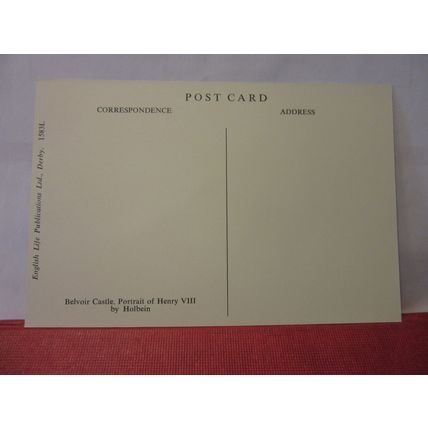 POST CARD
CORRESPONDENCE
ADDRESS
English Life Publications Ltd., Derby. 1583L
Belvoir Castle, Portrait of Henry VIII
by Holbein